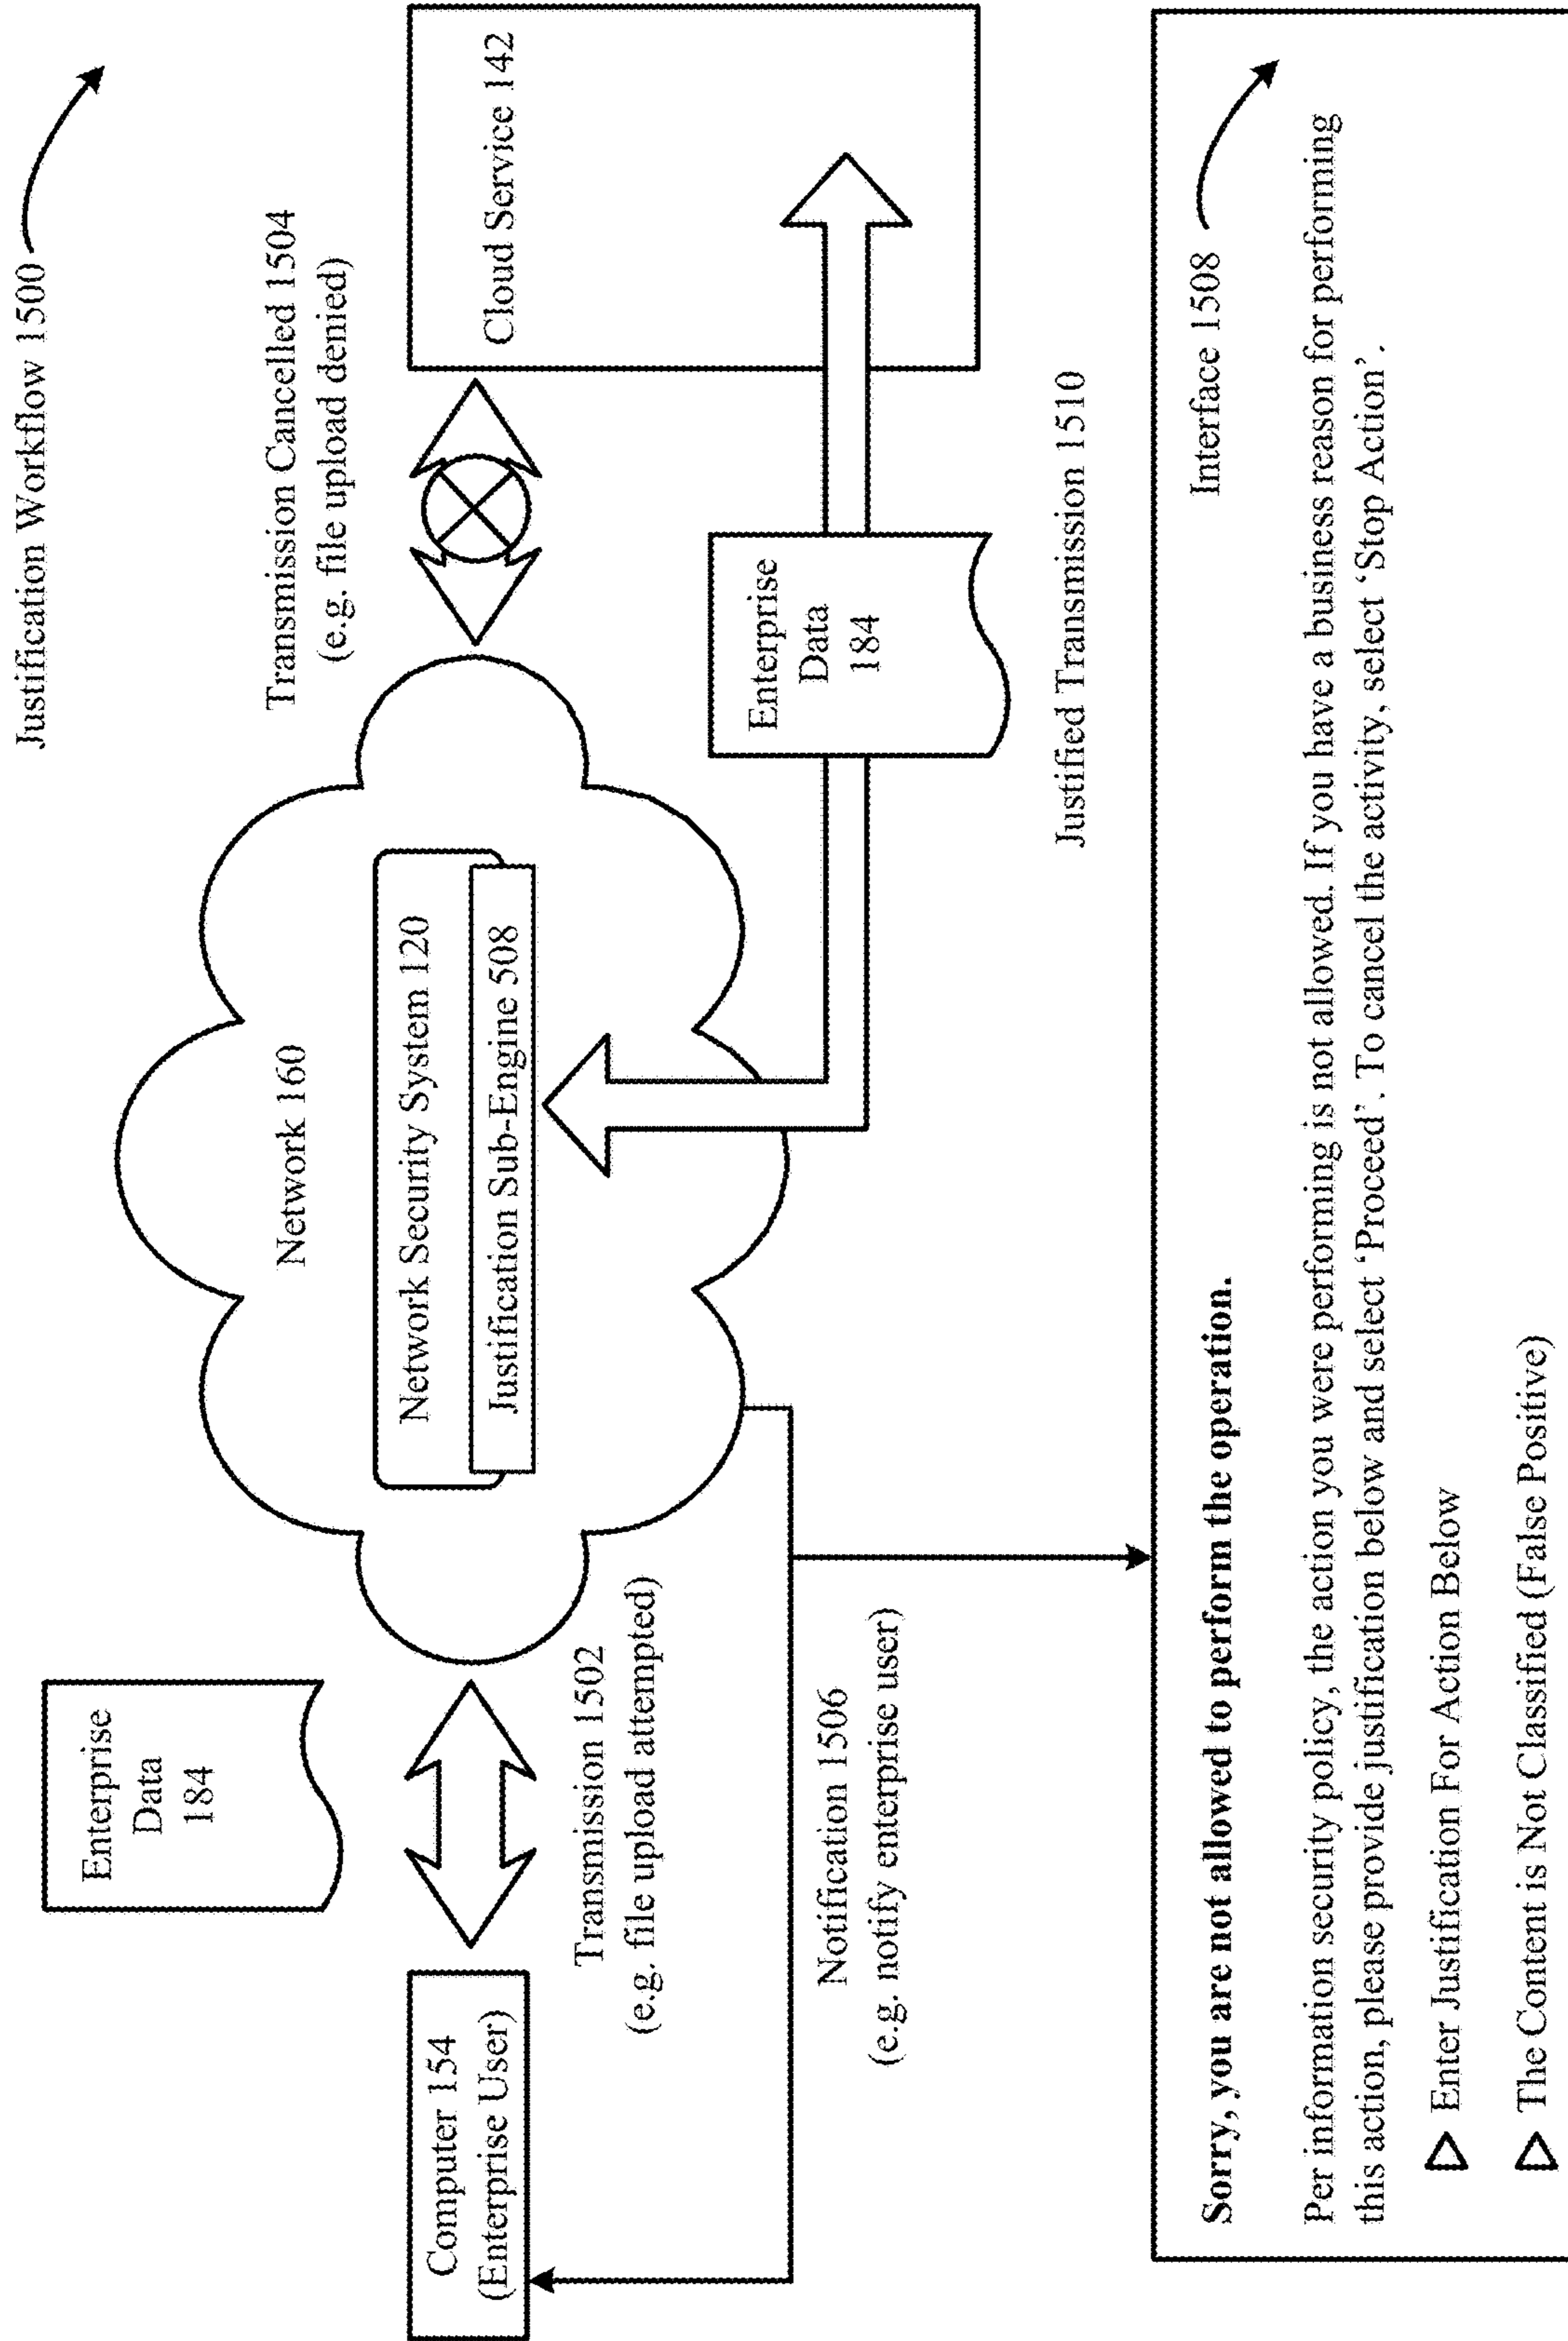 Justification Workflow 1500
Enterprise
Data
184
Computer 154
(Enterprise User)
Transmission 1502
(e.g. file upload attempted)
Network 160
Network Security System 120
Justification Sub-Engine 508
Transmission Cancelled 1504
(e.g. file upload denied)
Cloud Service 142
Enterprise
Data
184
Notification 1506
(e.g. notify enterprise user)
Justified Transmission 1510
Interface 1508
Sorry, you are not allowed to perform the operation.
Per information security policy, the action you were performing is not allowed. If you have a business reason for performing
this action, please provide justification below and select ‘Proceed’. To cancel the activity, select ‘Stop Action’.
Enter Justification For Action Below
The Content is Not Classified (False Positive)